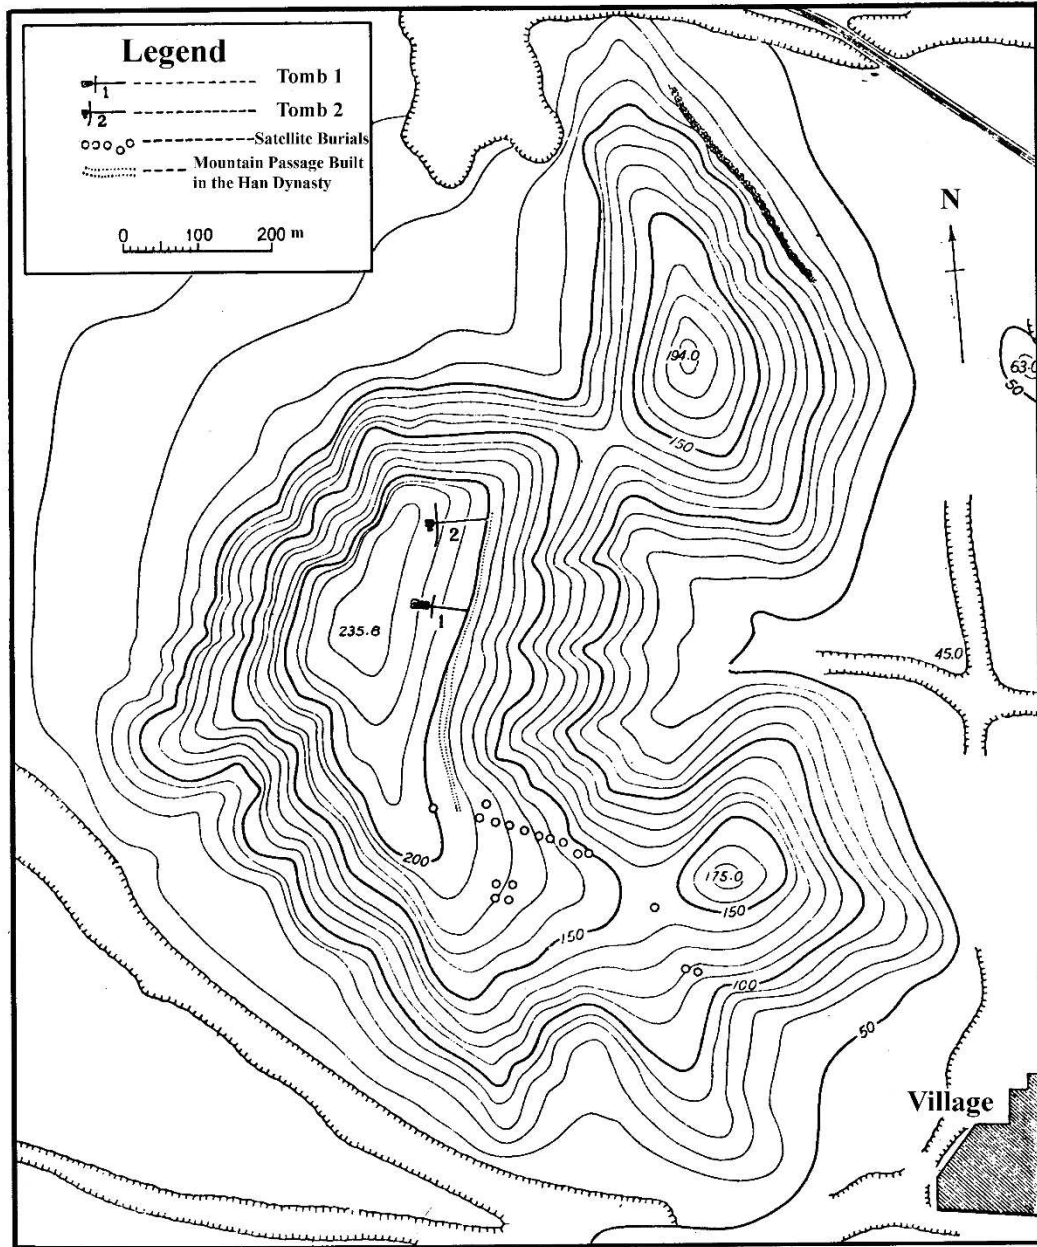 Legend
1 Tomb 1
2 Tomb 2
Satellite Burials
Mountain Passage Built
in the Han Dynasty
0 100 200 m
N
194.0
63.0
50
150
2
1
235.8
45.0
200
175.0
150
150
100
50
Village